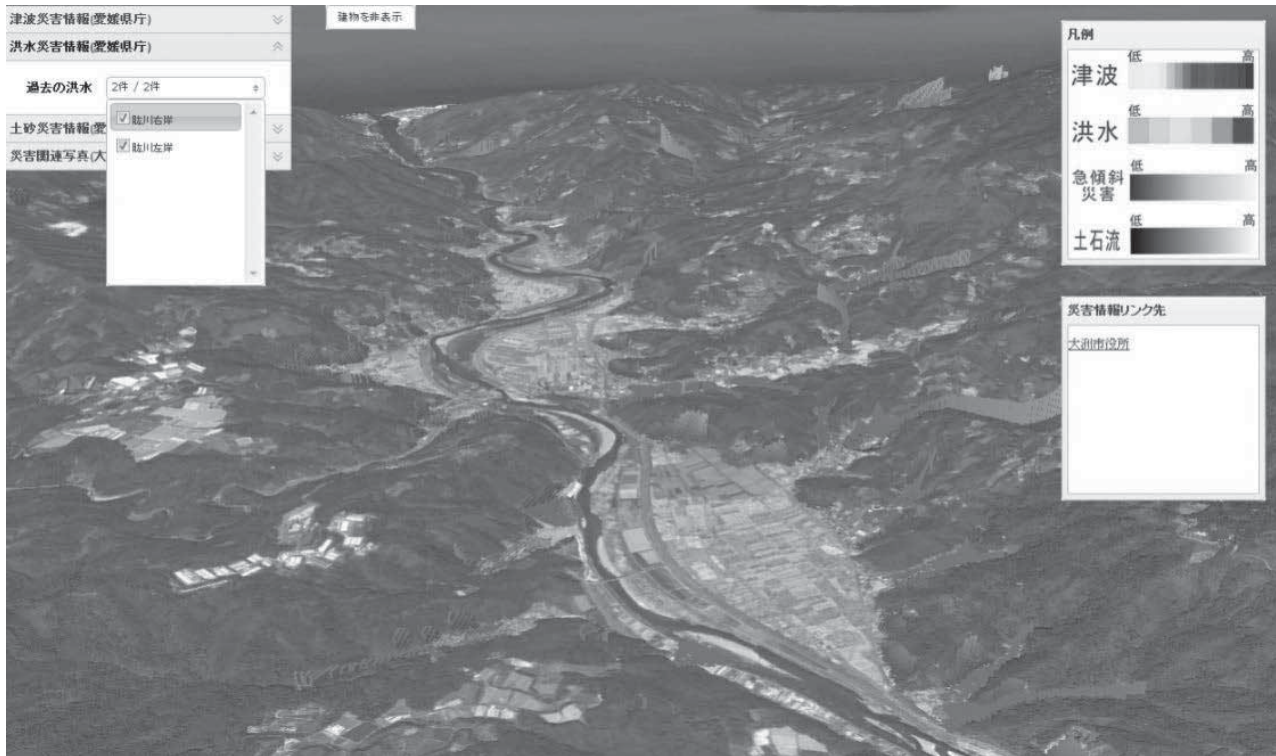 津波災害情報(愛媛県庁)
洪水災害情報(愛媛県庁)
過去の洪水
2件 / 2件
肱川右岸
肱川左岸
土砂災害情報(愛
災害関連写真(大
建物を非表示
凡例
低 高
津波
低 高
洪水
低 高
急傾斜
災害
低 高
土石流
災害情報リンク先
大洲市役所